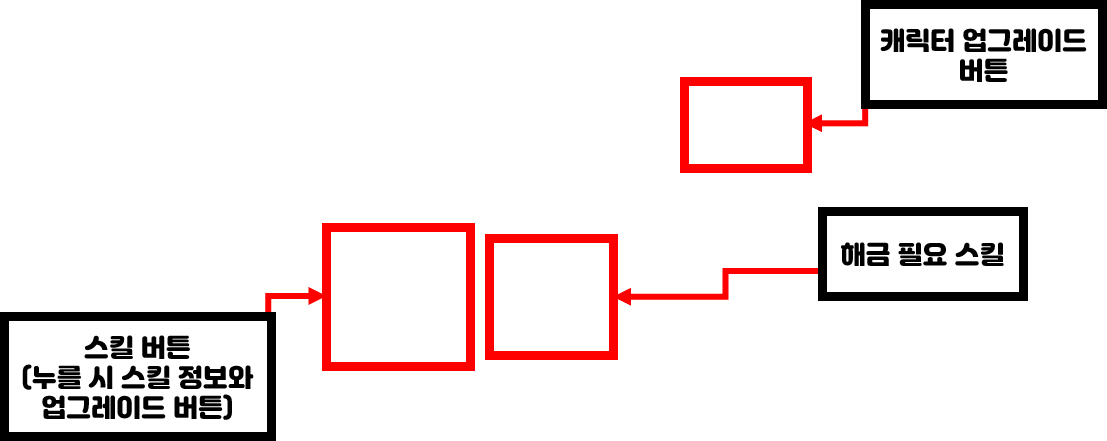 캐릭터 업그레이드
버튼
해금 필요 스킬
스킬 버튼
(누를 시 스킬 정보와
업그레이드 버튼)